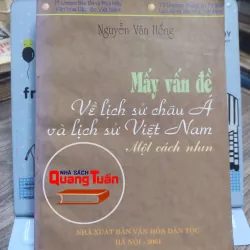 Nguyễn Văn Hồng
Mấy vấn đề
Về lịch sử châu Á
và lịch sử Việt Nam
Một cách nhìn
NHÀ SÁCH
Quang Tuấn
NHÀ XUẤT BẢN VĂN HÓA DÂN TỘC
HÀ NỘI - 2001